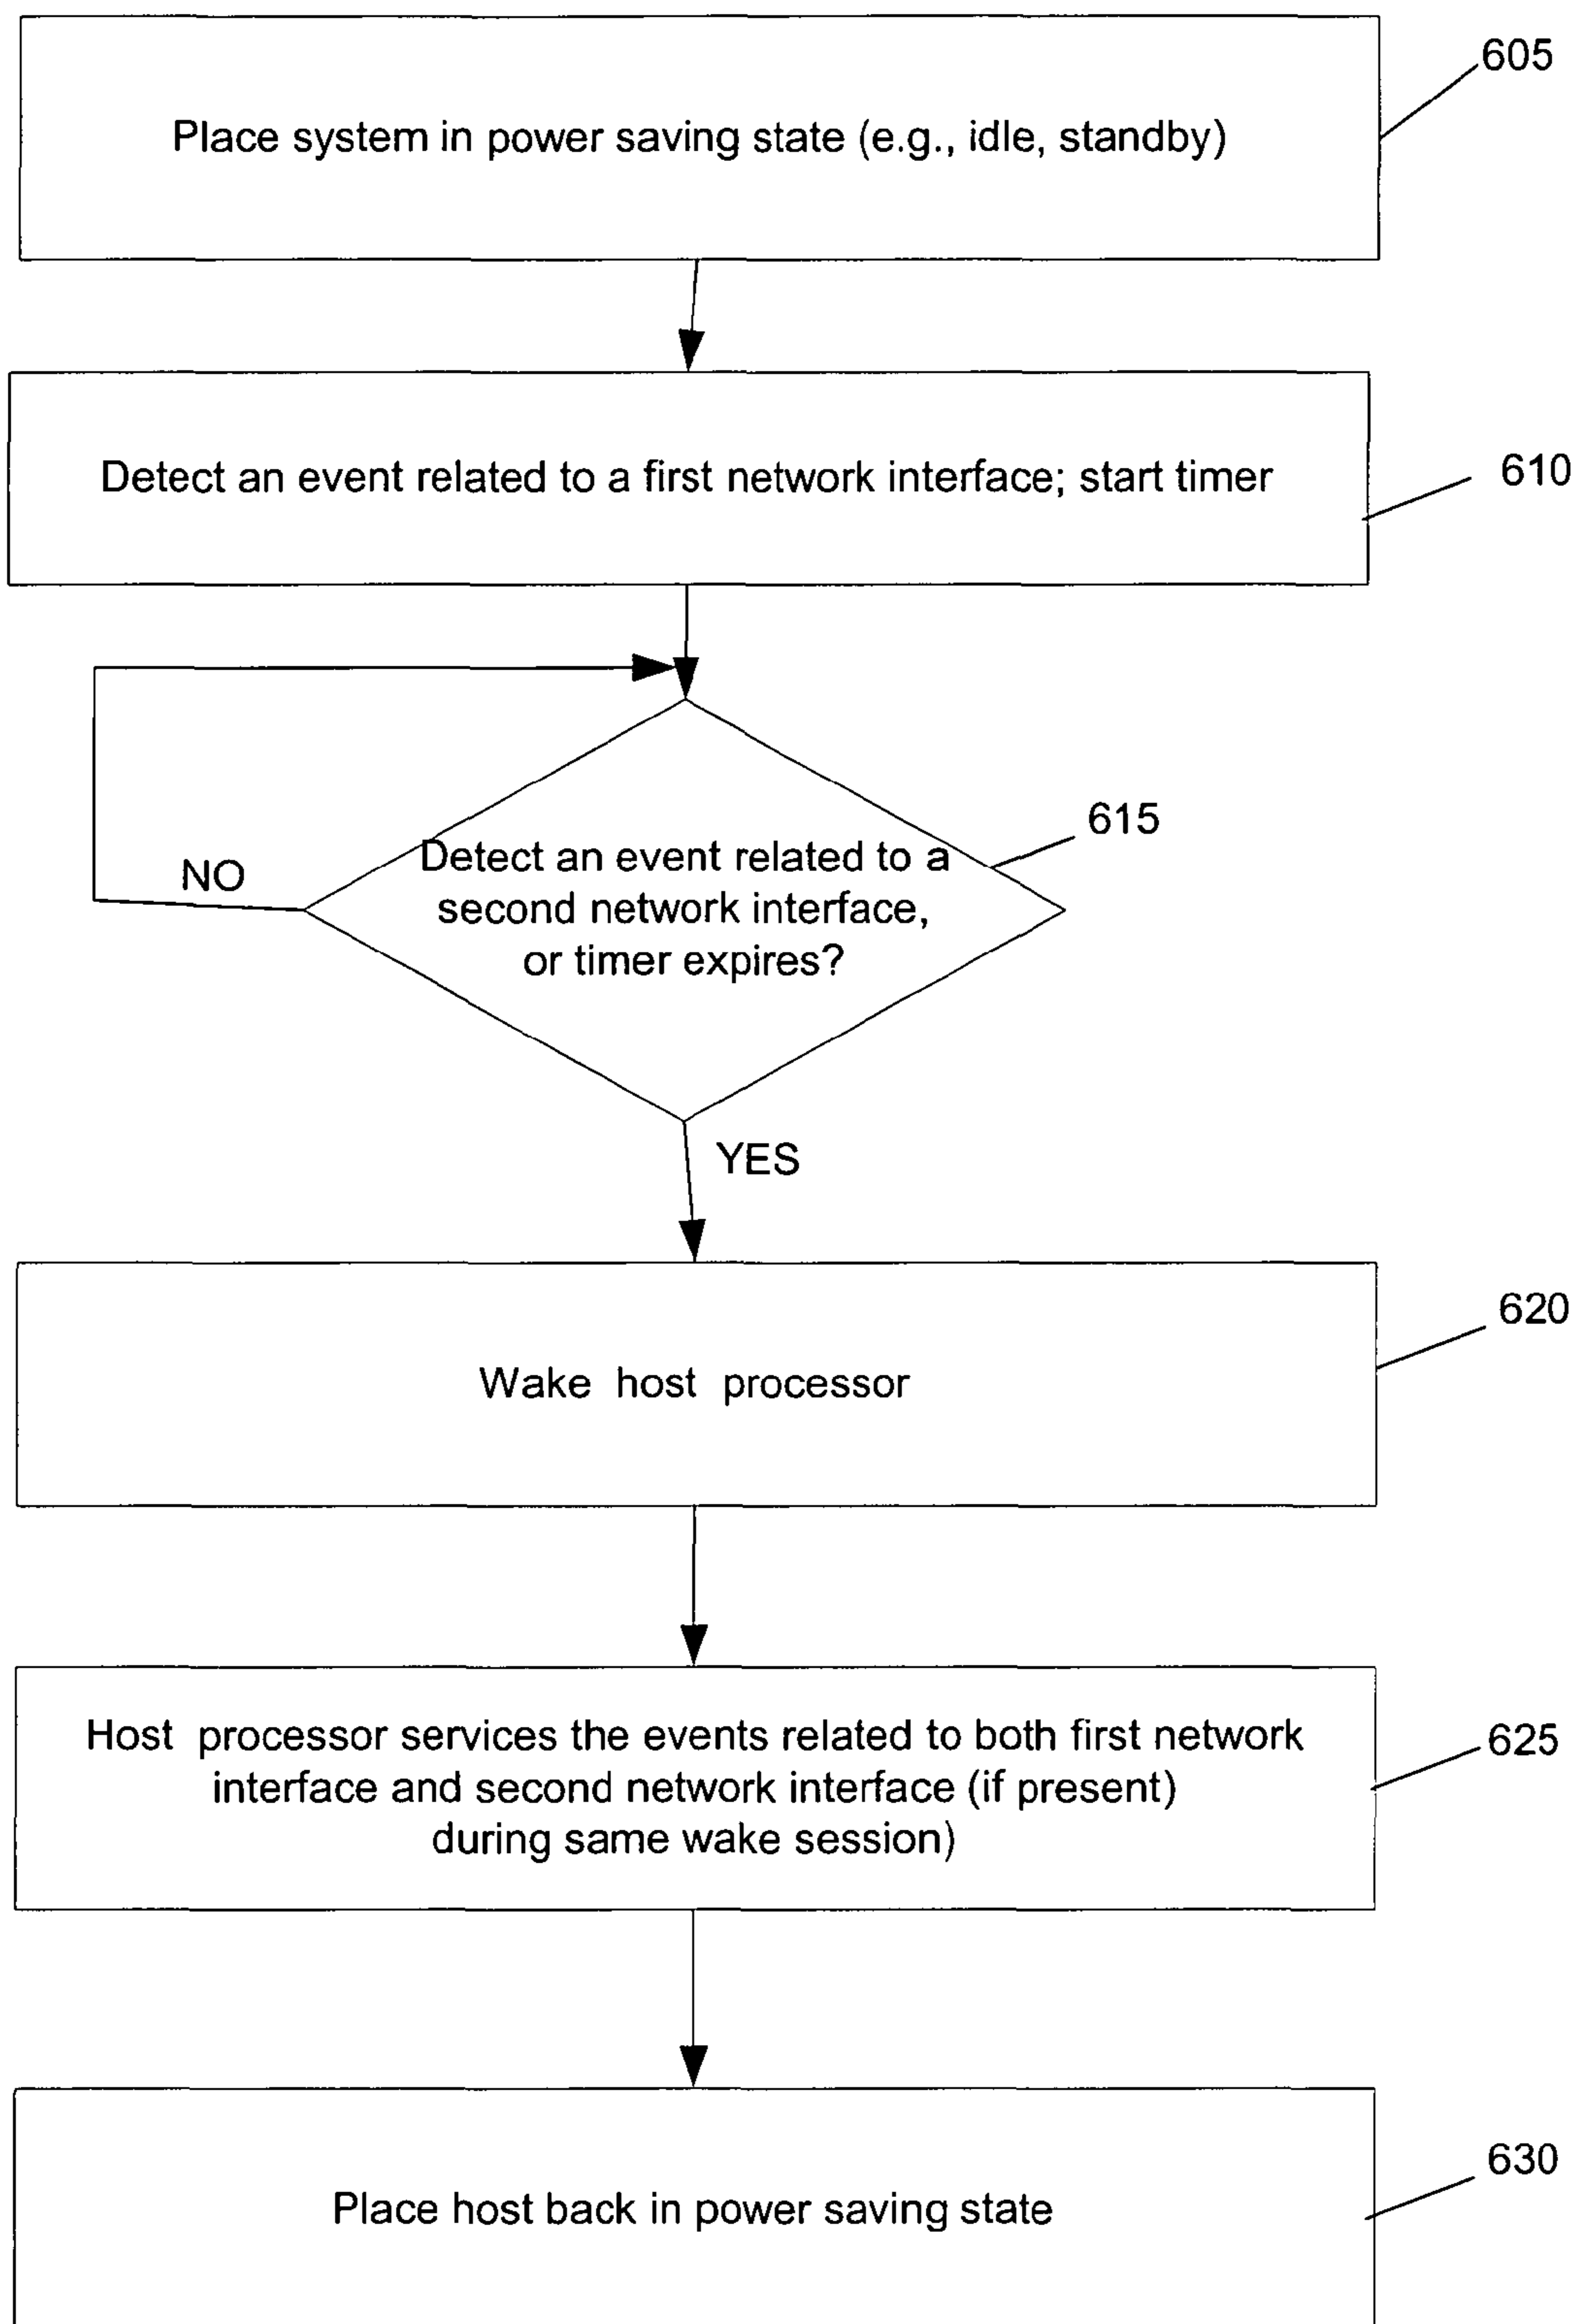 605
Place system in power saving state (e.g., idle, standby)
610
Detect an event related to a first network interface; start timer
615
Detect an event related to a
second network interface,
or timer expires?
NO
YES
620
Wake host processor
625
Host processor services the events related to both first network
interface and second network interface (if present)
during same wake session)
630
Place host back in power saving state